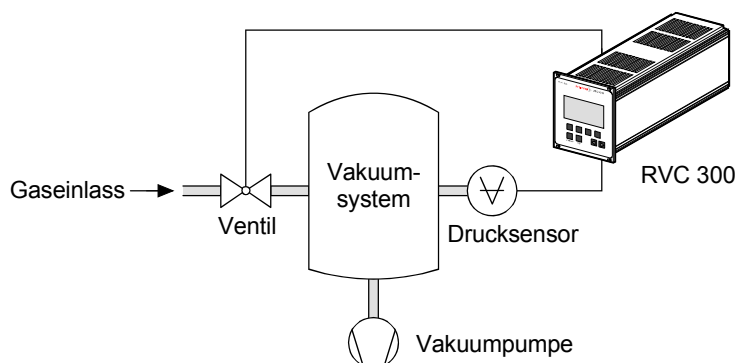 Gaseinlass
Ventil
Vakuum-
system
Drucksensor
RVC 300
Vakuumpumpe